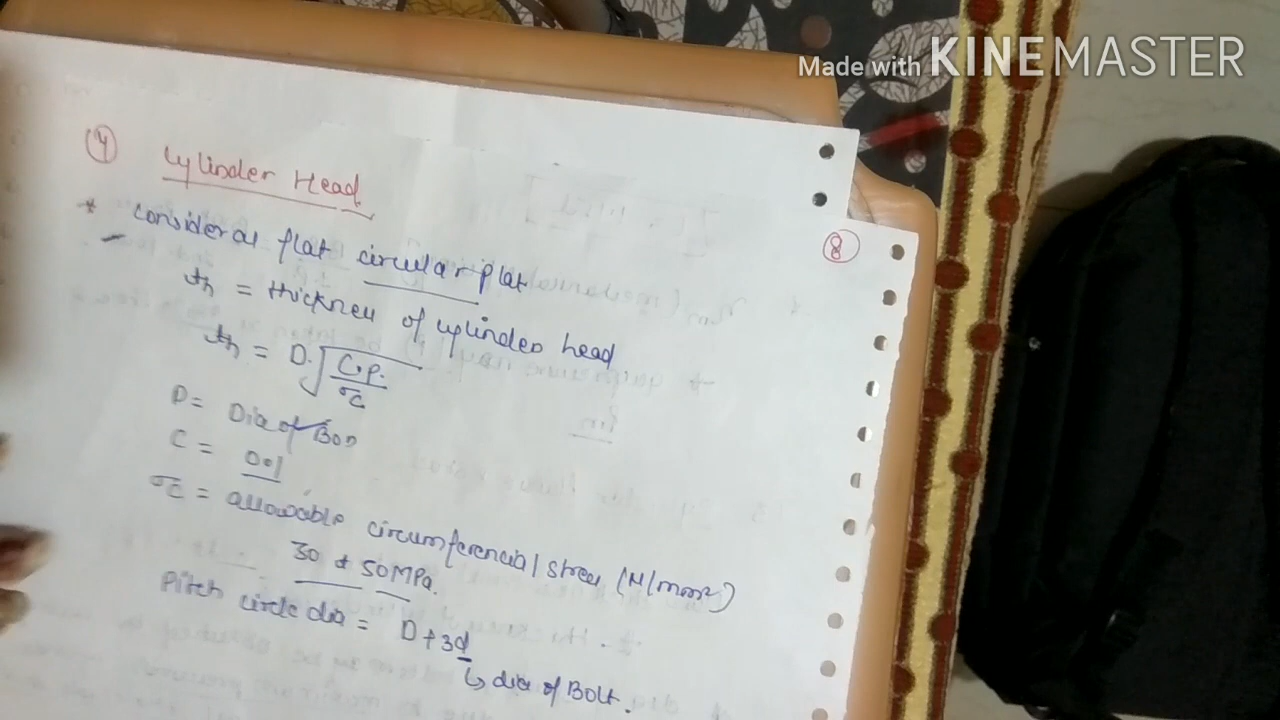 Made with KINEMASTER
④ Cylinder Head
⑧
* consider a flat circular plat
th = thickness of cylinder head
th = D.√(C.p./σc)
D = Dia of Bore
C = 0.1
σc = allowable circumferencial stress (N/mm²)
30 to 50MPa.
Pitch circle dia = D+3d
↳ dia of Bolt.